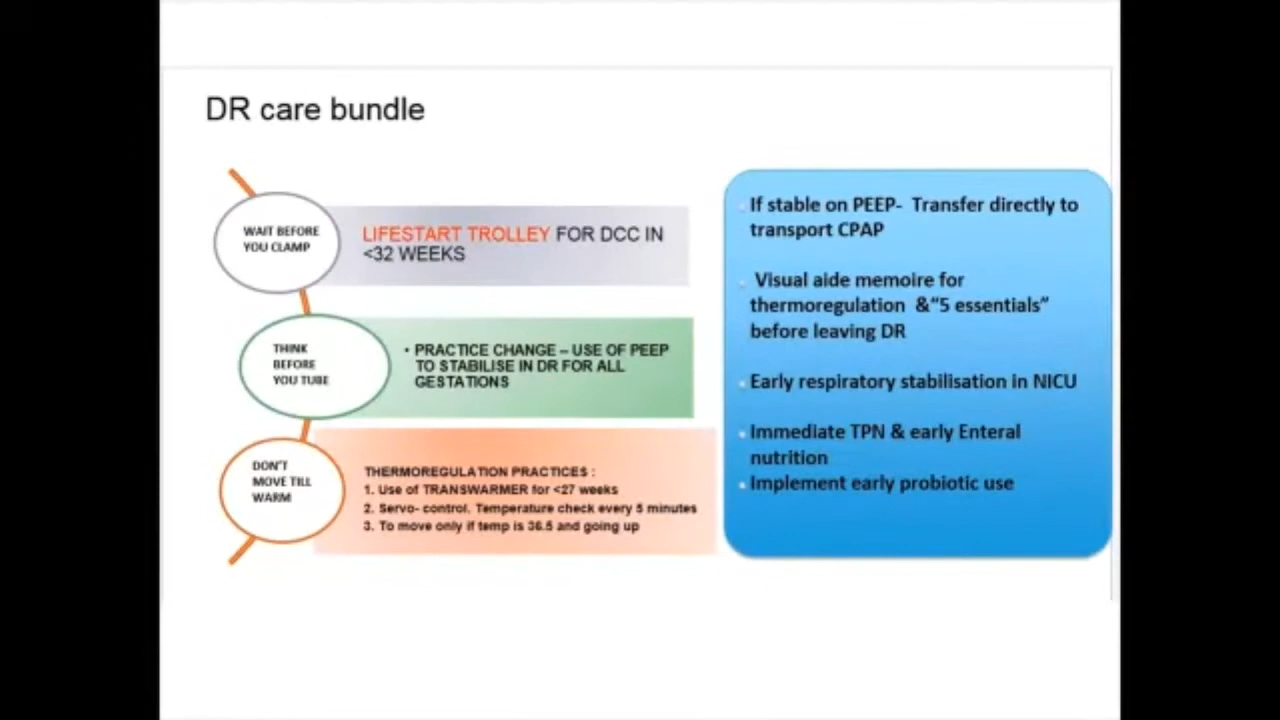 DR care bundle
WAIT BEFORE
YOU CLAMP
LIFESTART TROLLEY FOR DCC IN
<32 WEEKS
THINK
BEFORE
YOU TUBE
• PRACTICE CHANGE – USE OF PEEP
TO STABILISE IN DR FOR ALL
GESTATIONS
DON'T
MOVE TILL
WARM
THERMOREGULATION PRACTICES :
1. Use of TRANSWARMER for <27 weeks
2. Servo- control. Temperature check every 5 minutes
3. To move only if temp is 36.5 and going up
• If stable on PEEP- Transfer directly to
transport CPAP
• Visual aide memoire for
thermoregulation &“5 essentials”
before leaving DR
• Early respiratory stabilisation in NICU
• Immediate TPN & early Enteral
nutrition
• Implement early probiotic use